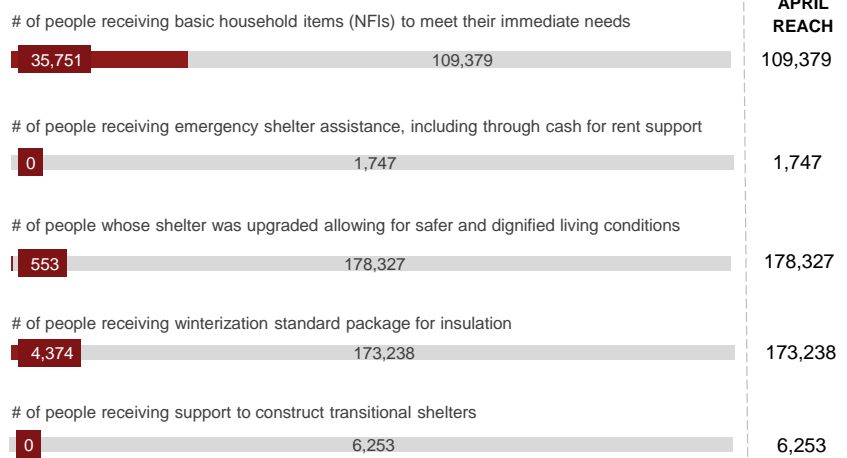 APRIL
REACH
# of people receiving basic household items (NFIs) to meet their immediate needs
35,751 109,379 109,379
# of people receiving emergency shelter assistance, including through cash for rent support
0 1,747 1,747
# of people whose shelter was upgraded allowing for safer and dignified living conditions
553 178,327 178,327
# of people receiving winterization standard package for insulation
4,374 173,238 173,238
# of people receiving support to construct transitional shelters
0 6,253 6,253